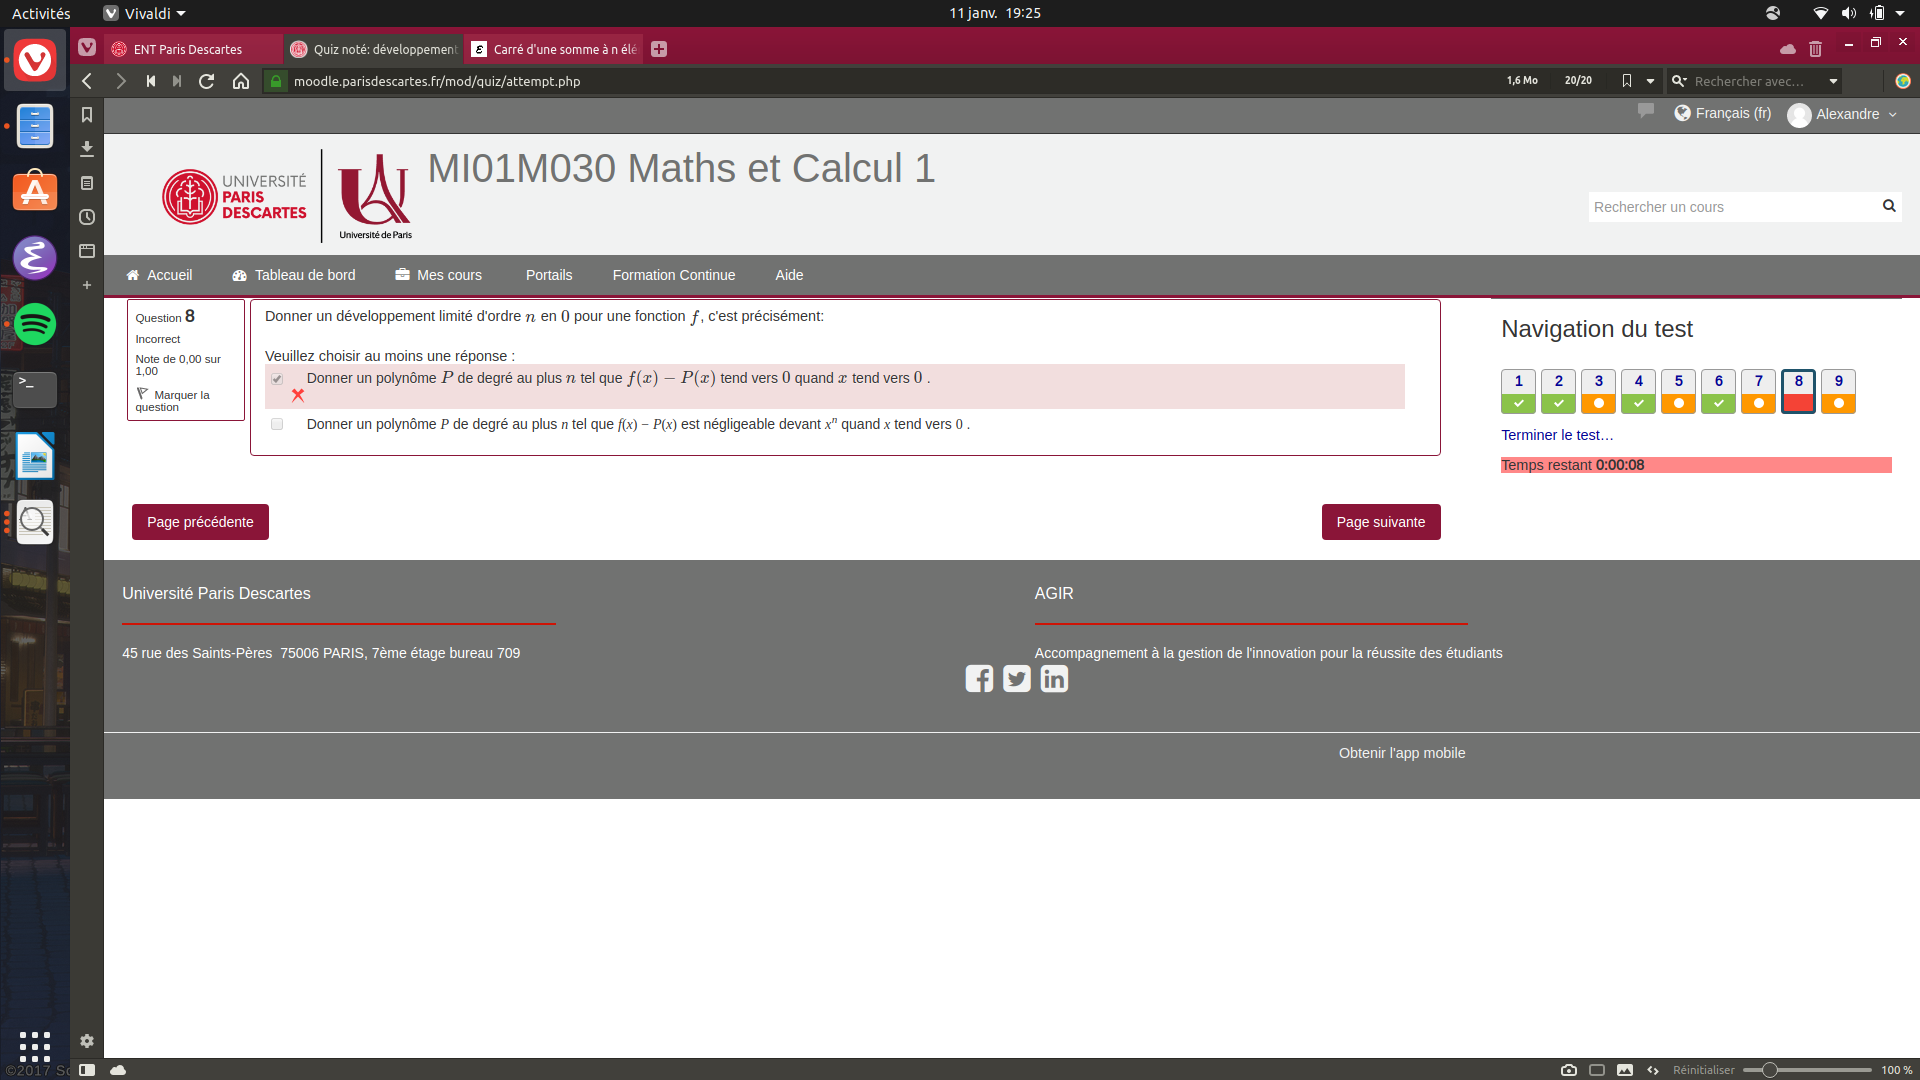 Activités
Vivaldi
11 janv. 19:25
ENT Paris Descartes
Quiz noté: développement
Carré d'une somme à n élé
moodle.parisdescartes.fr/mod/quiz/attempt.php
1,6 Mo
20/20
Rechercher avec...
Français (fr)
Alexandre
UNIVERSITÉ
PARIS
DESCARTES
Université de Paris
MI01M030 Maths et Calcul 1
Rechercher un cours
Accueil
Tableau de bord
Mes cours
Portails
Formation Continue
Aide
Question 8
Incorrect
Note de 0,00 sur
1,00
Marquer la
question
Donner un développement limité d'ordre n en 0 pour une fonction f, c'est précisément:
Veuillez choisir au moins une réponse :
Donner un polynôme P de degré au plus n tel que f(x) − P(x) tend vers 0 quand x tend vers 0 .
Donner un polynôme P de degré au plus n tel que f(x) − P(x) est négligeable devant xⁿ quand x tend vers 0 .
Page précédente
Page suivante
Navigation du test
1 2 3 4 5 6 7 8 9
Terminer le test…
Temps restant 0:00:08
Université Paris Descartes
45 rue des Saints-Pères 75006 PARIS, 7ème étage bureau 709
AGIR
Accompagnement à la gestion de l'innovation pour la réussite des étudiants
Obtenir l'app mobile
©2017 So
Réinitialiser
100 %